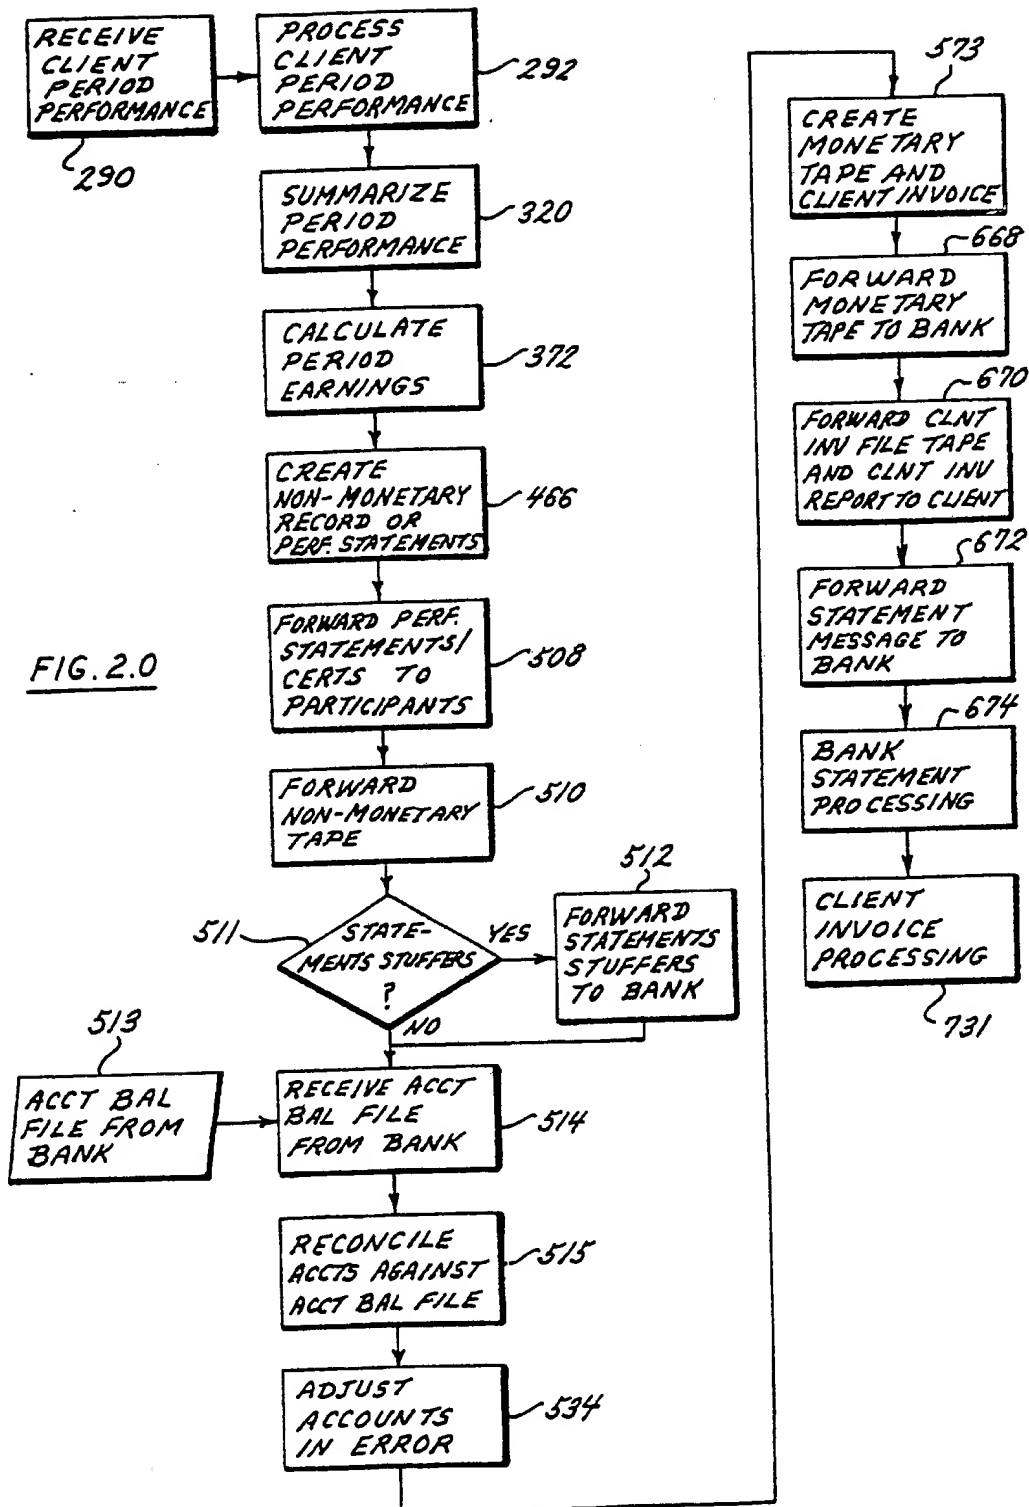 RECEIVE
CLIENT
PERIOD
PERFORMANCE
290
PROCESS
CLIENT
PERIOD
PERFORMANCE
292
SUMMARIZE
PERIOD
PERFORMANCE
320
CALCULATE
PERIOD
EARNINGS
372
CREATE
NON-MONETARY
RECORD OR
PERF. STATEMENTS
466
FORWARD PERF.
STATEMENTS/
CERTS TO
PARTICIPANTS
508
FIG. 2.0
FORWARD
NON-MONETARY
TAPE
510
511
STATE-
MENTS STUFFERS
?
YES
NO
512
FORWARD
STATEMENTS
STUFFERS
TO BANK
513
ACCT BAL
FILE FROM
BANK
RECEIVE ACCT
BAL FILE
FROM BANK
514
RECONCILE
ACCTS AGAINST
ACCT BAL FILE
515
ADJUST
ACCOUNTS
IN ERROR
534
573
CREATE
MONETARY
TAPE AND
CLIENT INVOICE
668
FORWARD
MONETARY
TAPE TO BANK
670
FORWARD CLNT
INV FILE TAPE
AND CLNT INV
REPORT TO CLIENT
672
FORWARD
STATEMENT
MESSAGE TO
BANK
674
BANK
STATEMENT
PROCESSING
CLIENT
INVOICE
PROCESSING
731